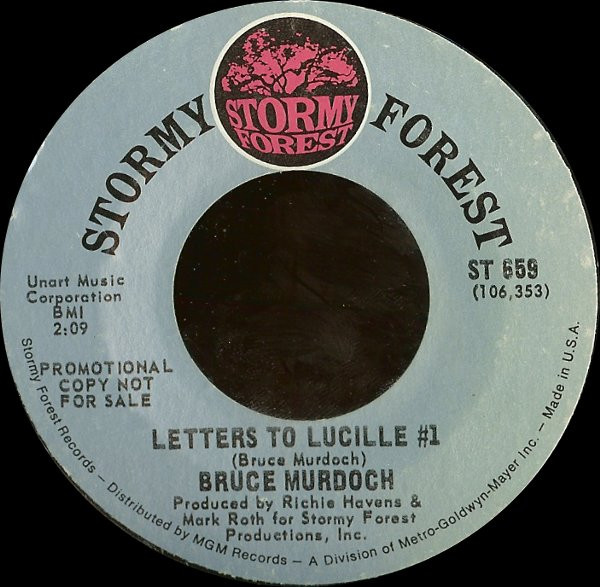 STORMY FOREST
STORMY
FOREST
ST 659
(106,353)
Unart Music
Corporation
BMI
2:09
PROMOTIONAL
COPY NOT
FOR SALE
LETTERS TO LUCILLE #1
(Bruce Murdoch)
BRUCE MURDOCH
Produced by Richie Havens &
Mark Roth for Stormy Forest
Productions, Inc.
Stormy Forest Records – Distributed by MGM Records – A Division of Metro-Goldwyn-Mayer Inc. – Made in U.S.A.